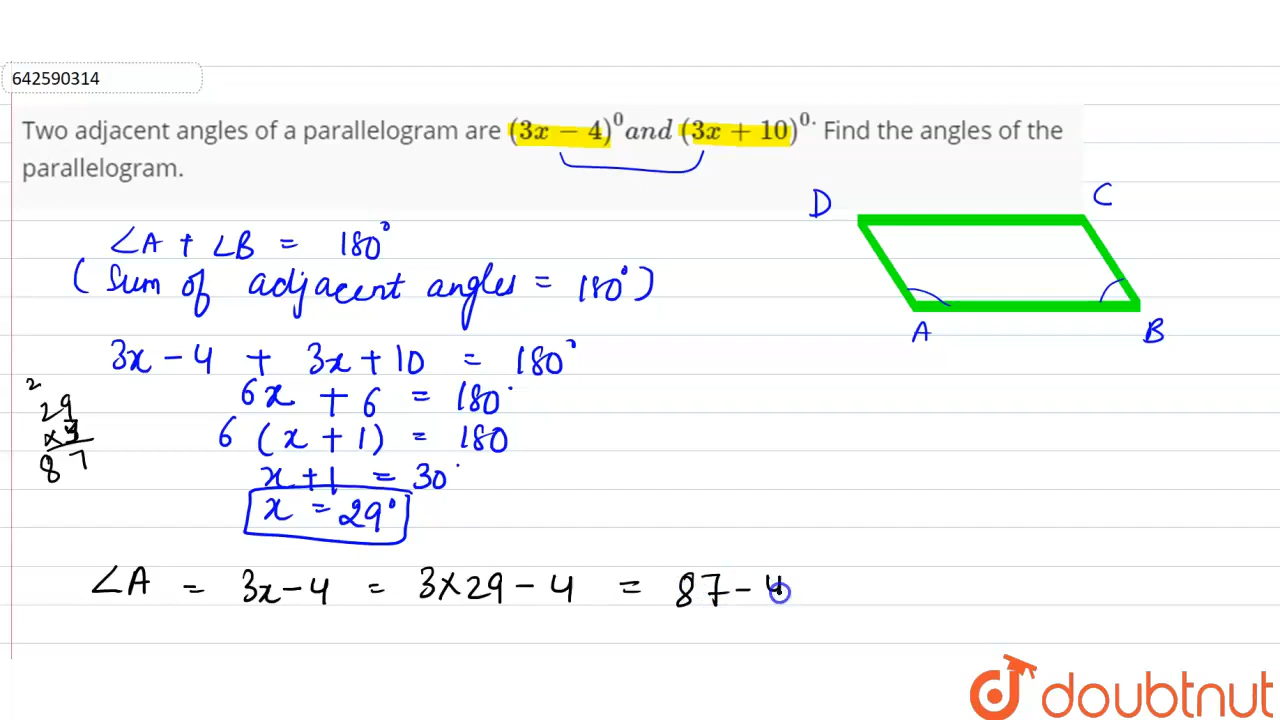 642590314
Two adjacent angles of a parallelogram are (3x − 4)⁰ and (3x + 10)⁰· Find the angles of the
parallelogram.
D C
A B
∠A + ∠B = 180°
( Sum of adjacent angles = 180° )
3x − 4 + 3x + 10 = 180°
6x + 6 = 180°
6 (x + 1) = 180
x + 1 = 30°
x = 29°
2
29
×3
87
∠A = 3x − 4 = 3 × 29 − 4 = 87 − 4
doubtnut